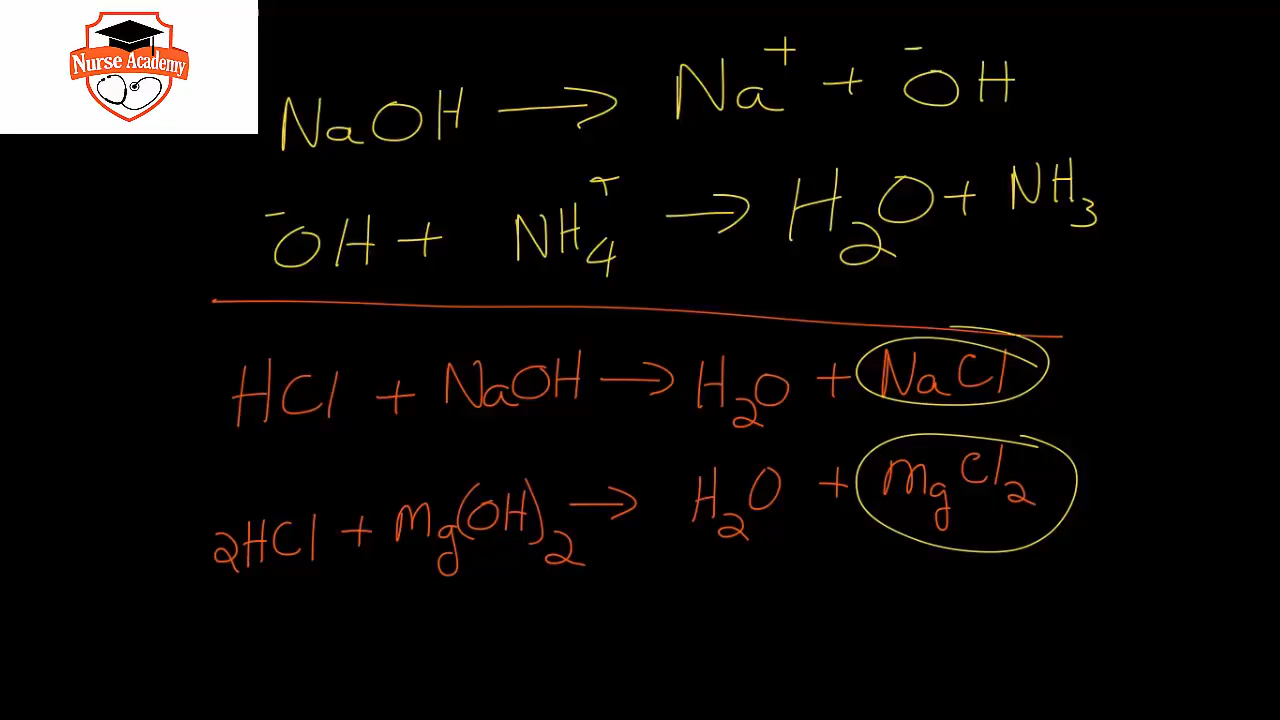 Nurse Academy
NaOH → Na⁺ + ⁻OH
⁻OH + NH₄⁺ → H₂O + NH₃
HCl + NaOH → H₂O + NaCl
2HCl + Mg(OH)₂ → H₂O + MgCl₂